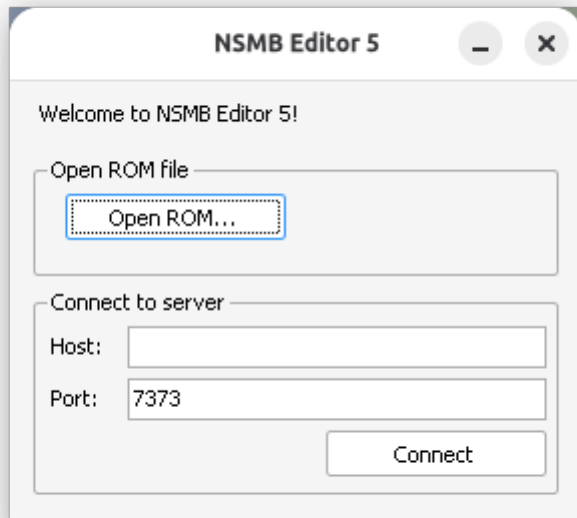 NSMB Editor 5
Welcome to NSMB Editor 5!
Open ROM file
Open ROM...
Connect to server
Host:
Port: 7373
Connect